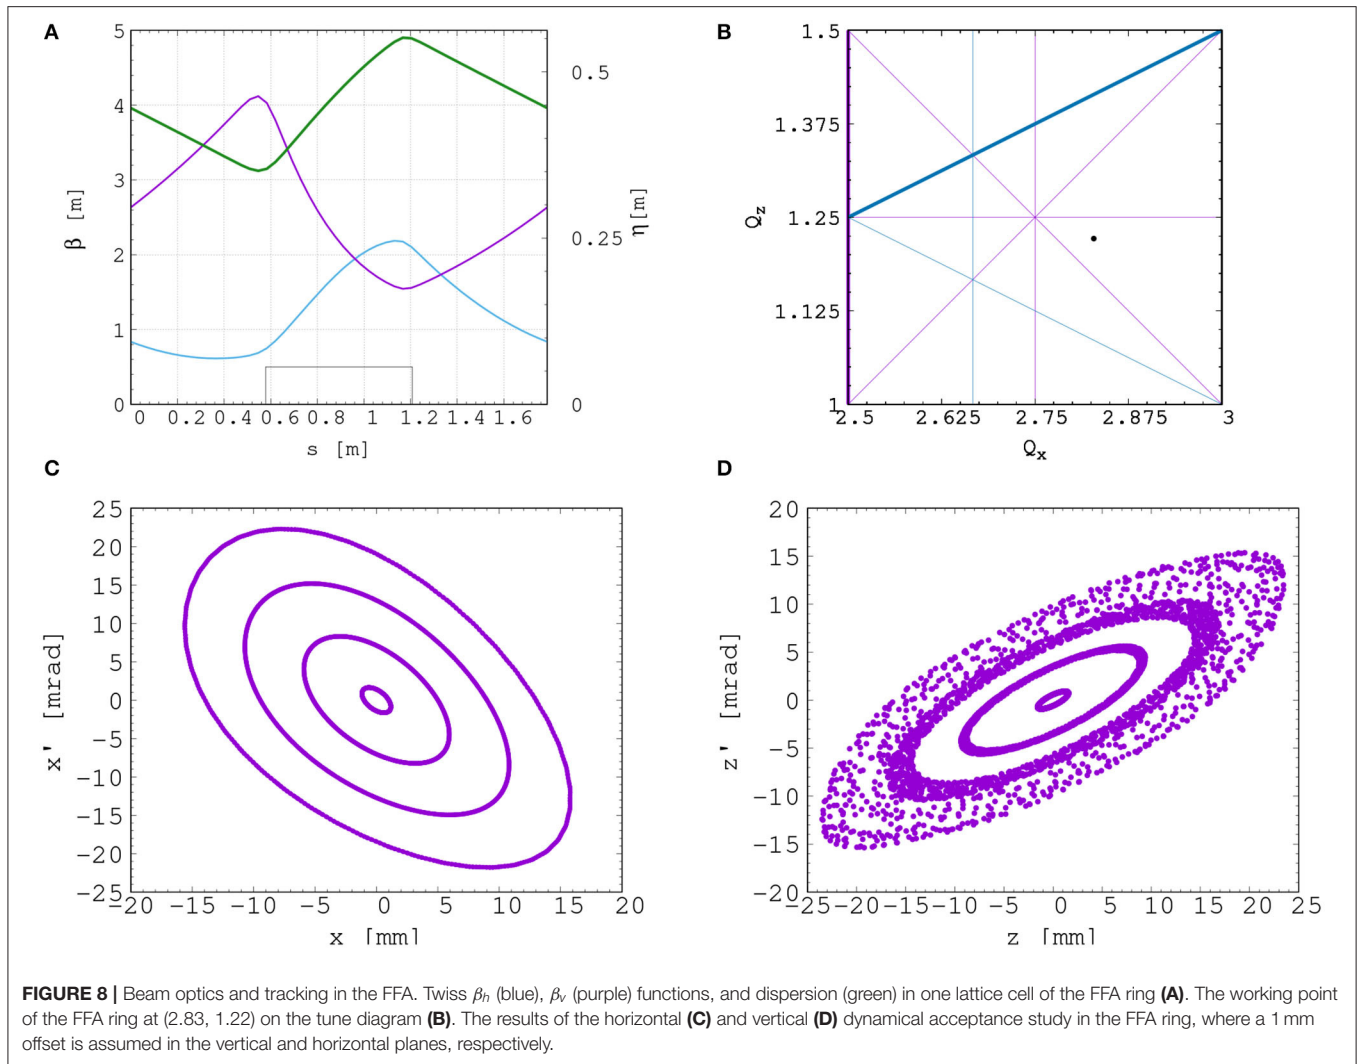 A
5
4
3
2
1
0
β [m]
0.5
0.25
0
η[m]
0 0.2 0.4 0.6 0.8 1 1.2 1.4 1.6
s [m]
B
1.5
1.375
1.25
1.125
1
Qz
2.5 2.625 2.75 2.875 3
Qx
C
25
20
15
10
5
0
−5
−10
−15
−20
−25
x' [mrad]
−20 −15 −10 −5 0 5 10 15 20
x [mm]
D
20
15
10
5
0
−5
−10
−15
−20
z' [mrad]
−25 −20 −15 −10 −5 0 5 10 15 20 25
z [mm]
FIGURE 8 | Beam optics and tracking in the FFA. Twiss βh (blue), βv (purple) functions, and dispersion (green) in one lattice cell of the FFA ring (A). The working point
of the FFA ring at (2.83, 1.22) on the tune diagram (B). The results of the horizontal (C) and vertical (D) dynamical acceptance study in the FFA ring, where a 1 mm
offset is assumed in the vertical and horizontal planes, respectively.